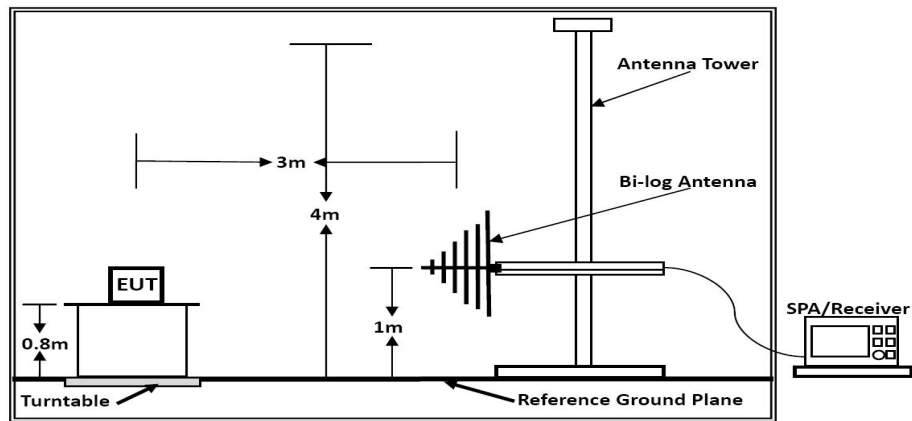 Antenna Tower
3m
Bi-log Antenna
4m
EUT
SPA/Receiver
1m
0.8m
Turntable
Reference Ground Plane